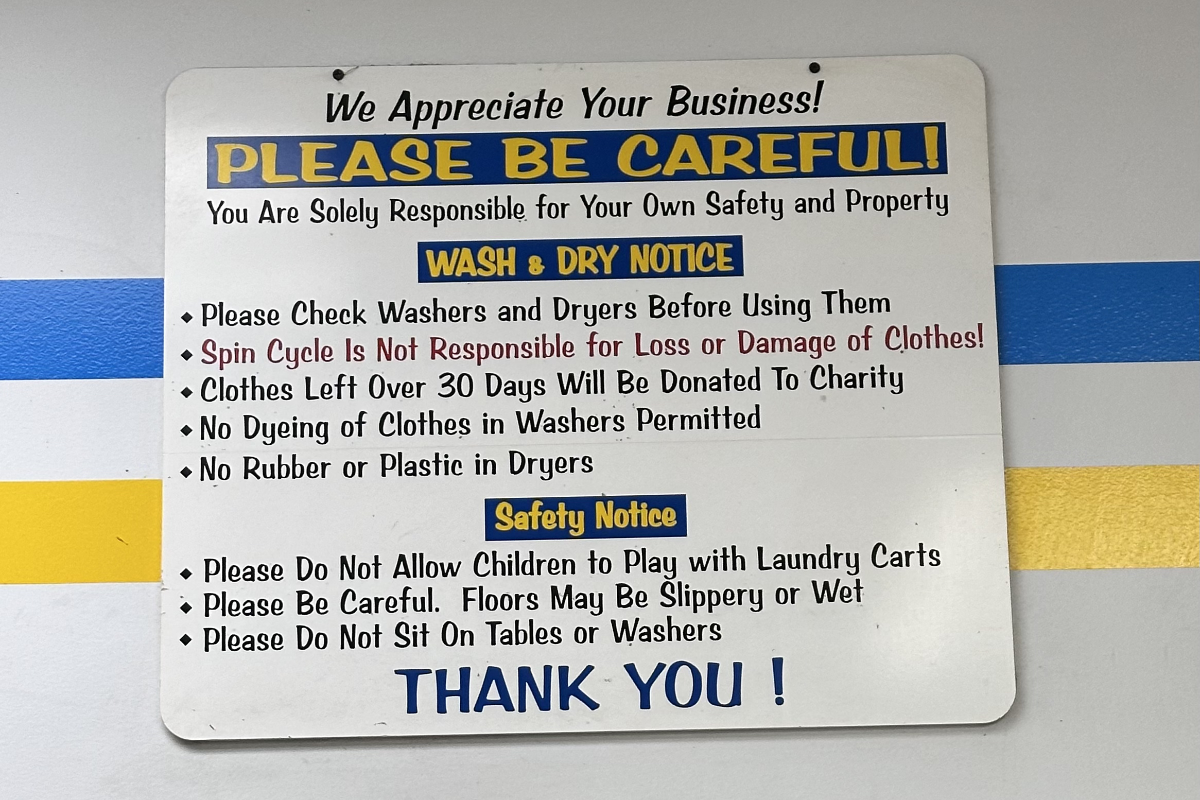 We Appreciate Your Business!
PLEASE BE CAREFUL!
You Are Solely Responsible for Your Own Safety and Property
WASH & DRY NOTICE
◆ Please Check Washers and Dryers Before Using Them
◆ Spin Cycle Is Not Responsible for Loss or Damage of Clothes!
◆ Clothes Left Over 30 Days Will Be Donated To Charity
◆ No Dyeing of Clothes in Washers Permitted
◆ No Rubber or Plastic in Dryers
Safety Notice
◆ Please Do Not Allow Children to Play with Laundry Carts
◆ Please Be Careful. Floors May Be Slippery or Wet
◆ Please Do Not Sit On Tables or Washers
THANK YOU !